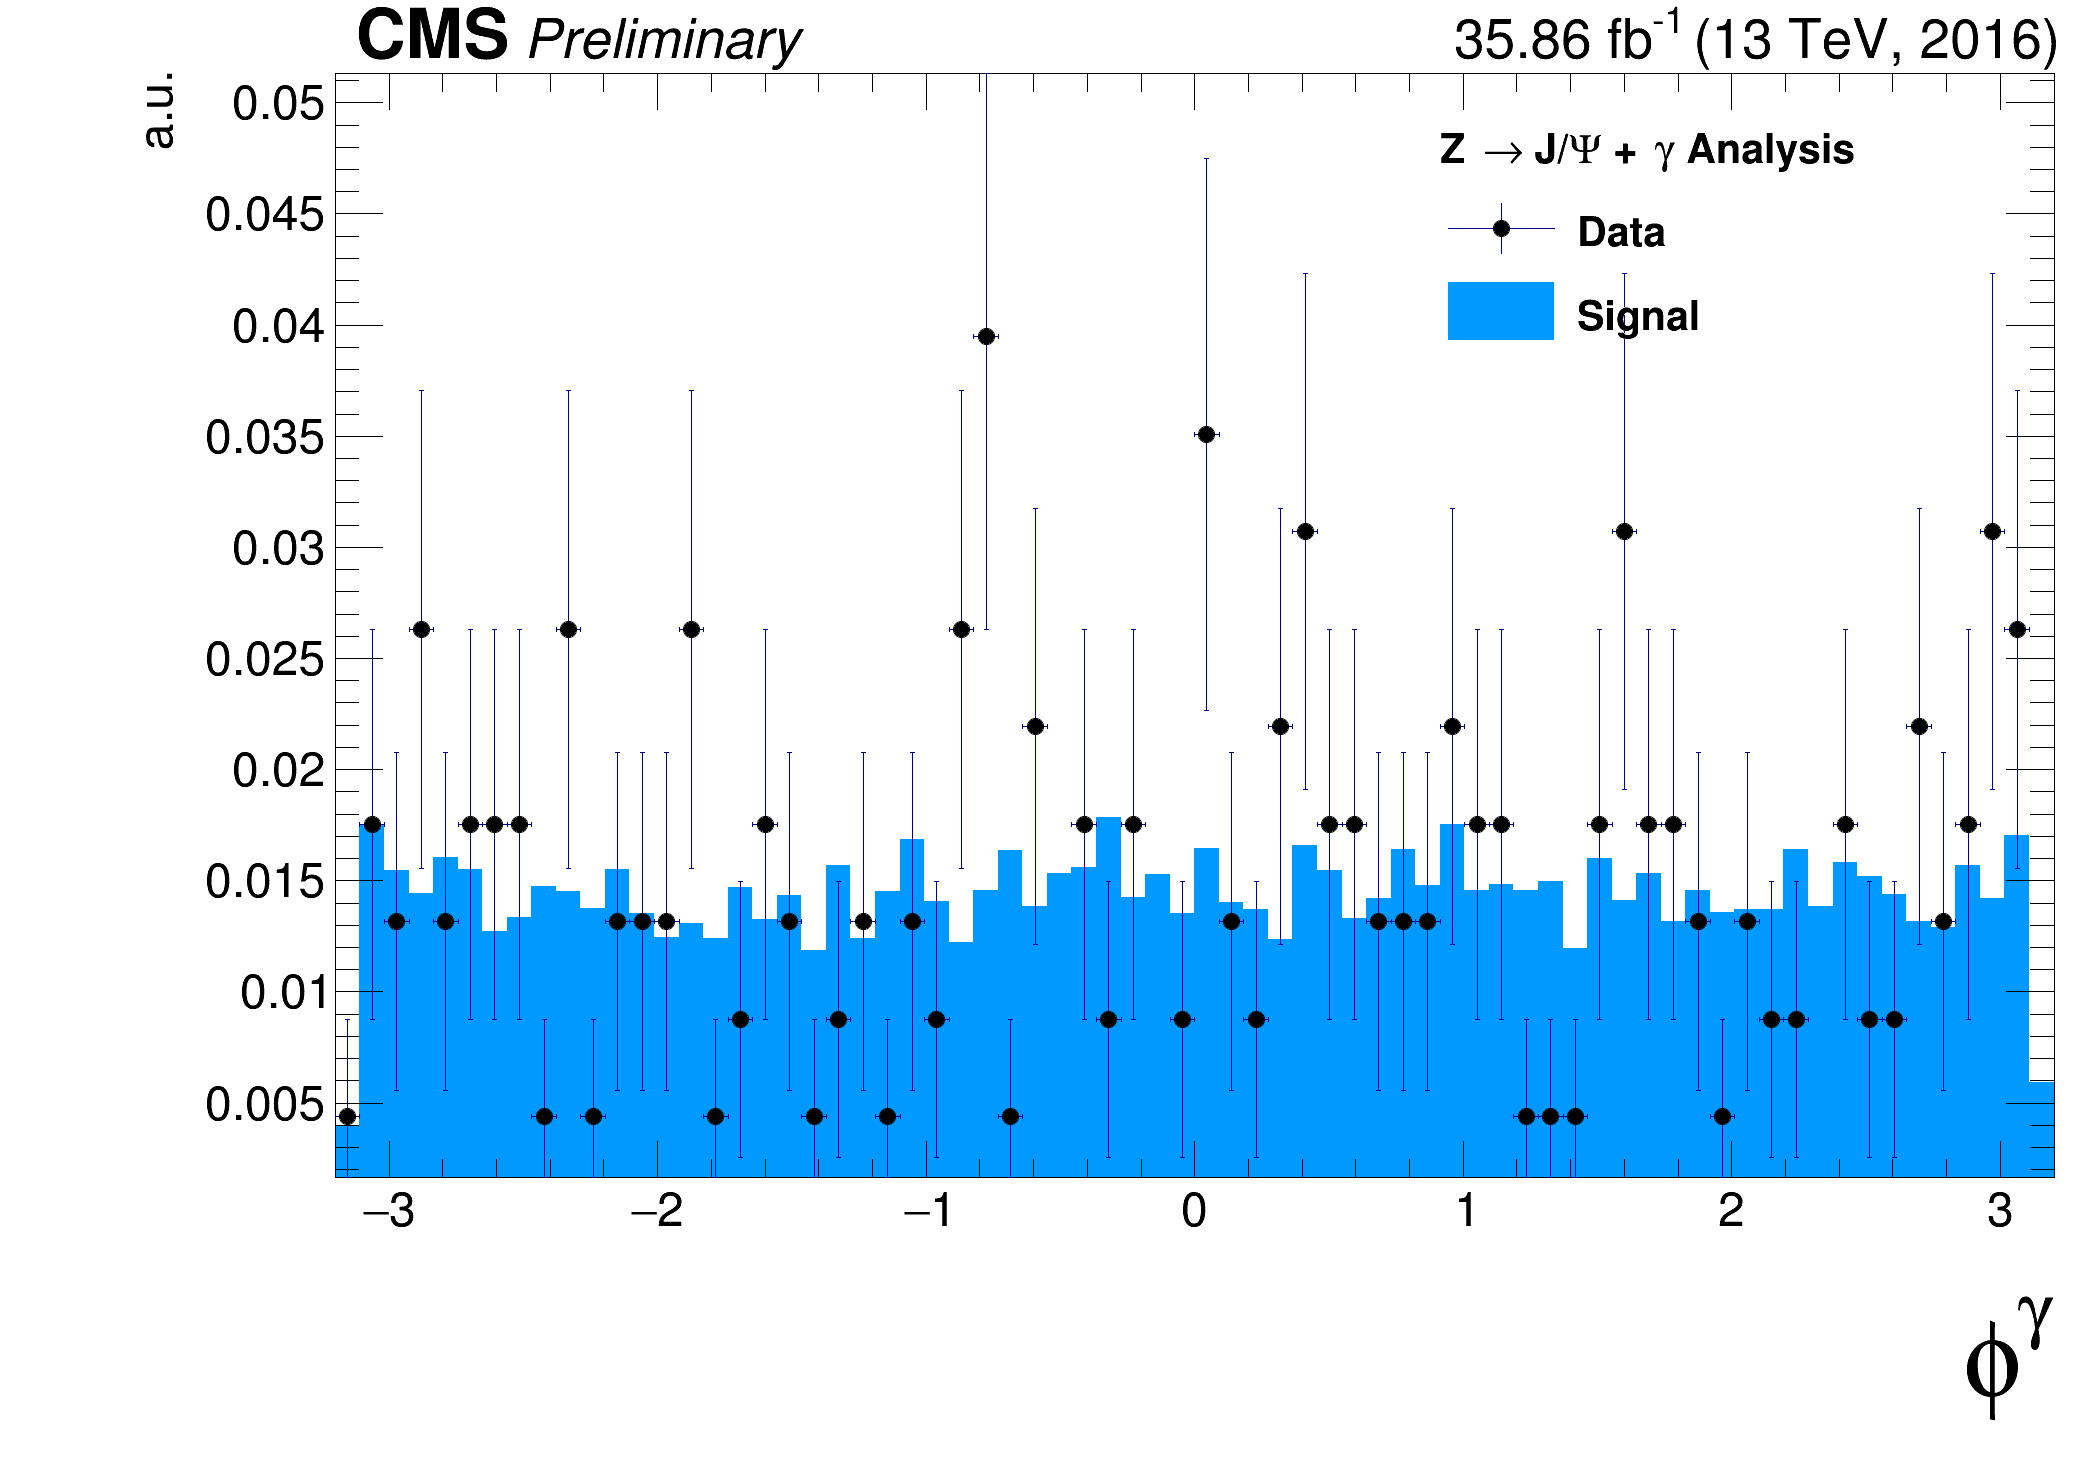 CMS Preliminary
35.86 fb⁻¹ (13 TeV, 2016)
a.u.
0.05
0.045
0.04
0.035
0.03
0.025
0.02
0.015
0.01
0.005
Z → J/Ψ + γ Analysis
Data
Signal
−3 −2 −1 0 1 2 3
ϕ^γ